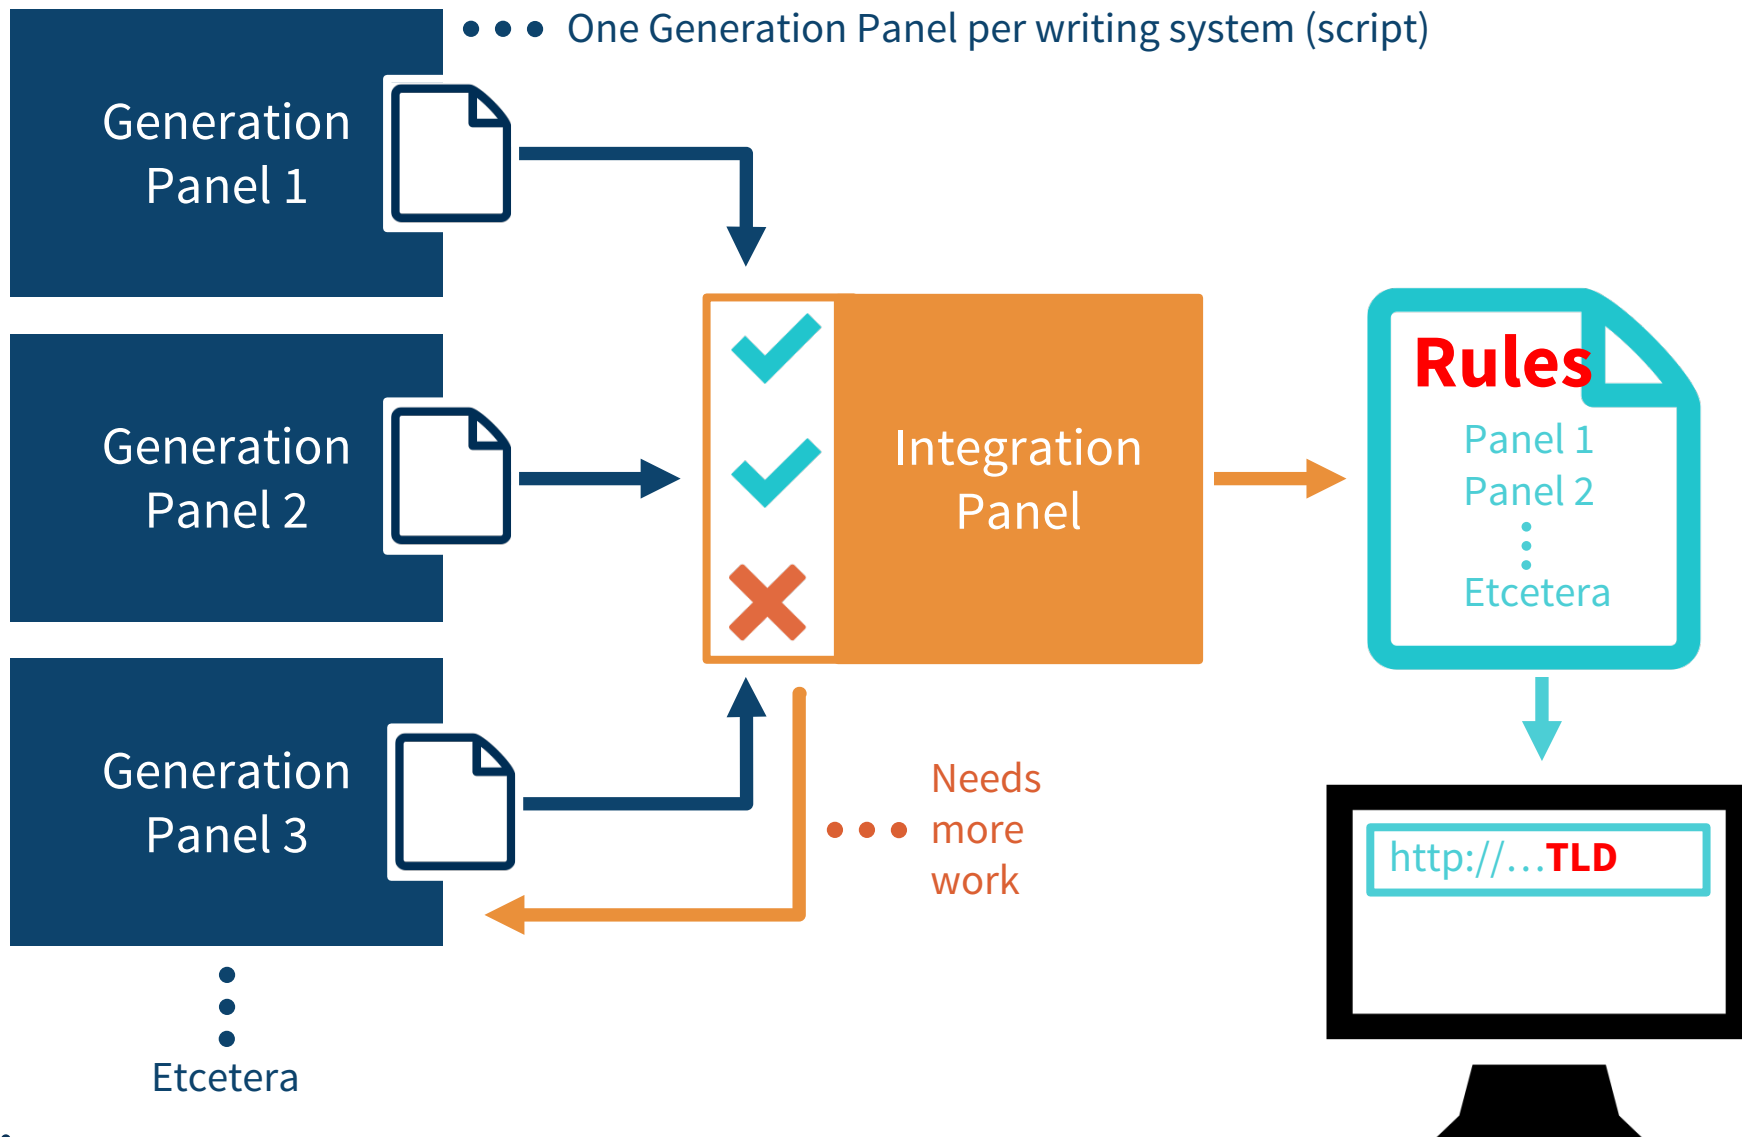 One Generation Panel per writing system (script)
Generation
Panel 1
Generation
Panel 2
Generation
Panel 3
Etcetera
Integration
Panel
Needs
more
work
Rules
Panel 1
Panel 2
Etcetera
http://...TLD